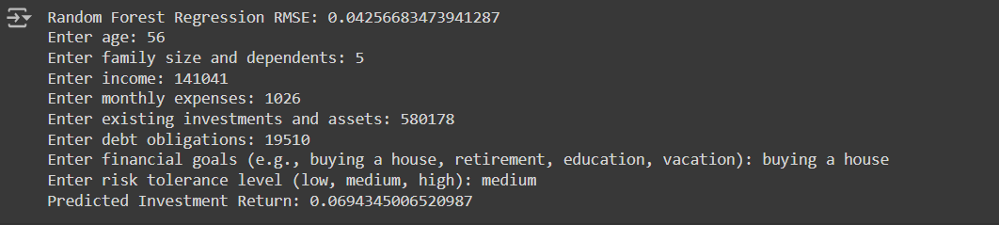 Random Forest Regression RMSE: 0.04256683473941287
Enter age: 56
Enter family size and dependents: 5
Enter income: 141041
Enter monthly expenses: 1026
Enter existing investments and assets: 580178
Enter debt obligations: 19510
Enter financial goals (e.g., buying a house, retirement, education, vacation): buying a house
Enter risk tolerance level (low, medium, high): medium
Predicted Investment Return: 0.0694345006520987